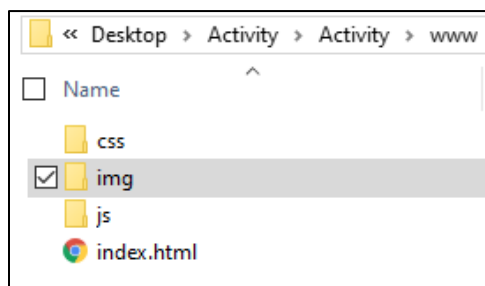 « Desktop > Activity > Activity > www
Name
css
img
js
index.html